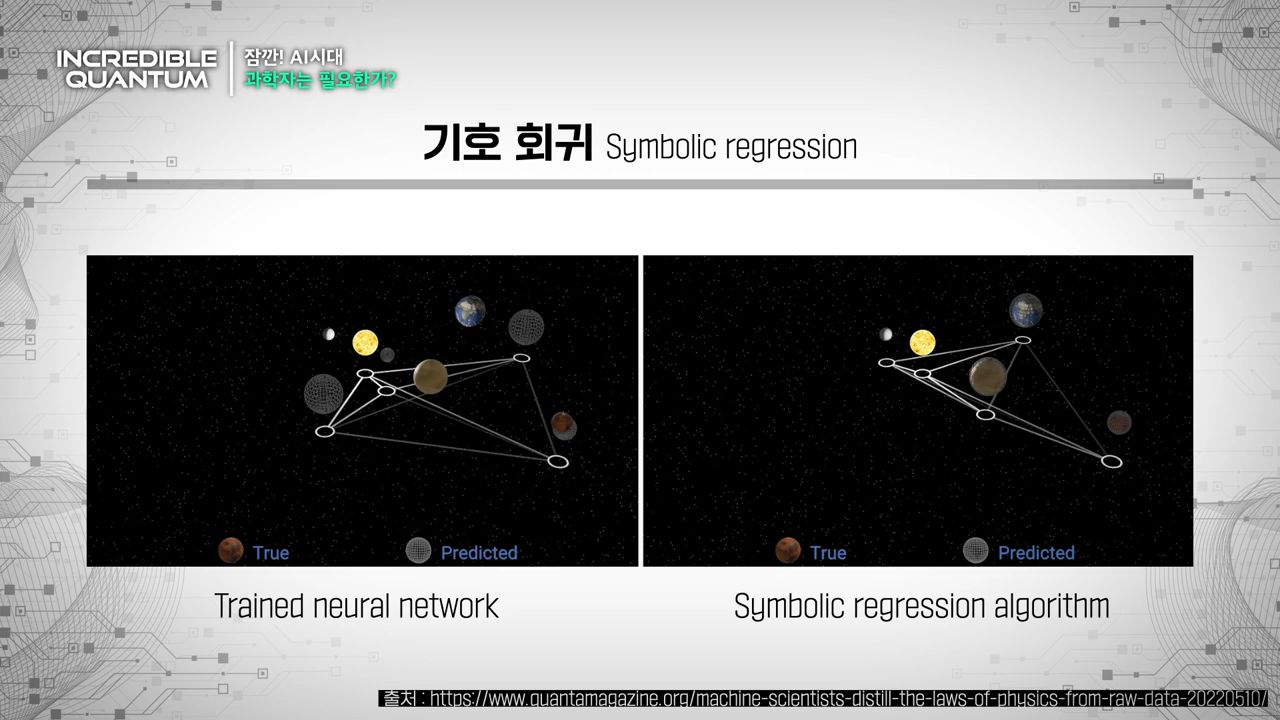 INCREDIBLE
QUANTUM
잠깐! AI시대
과학자는 필요한가?
기호 회귀 Symbolic regression
True
Predicted
True
Predicted
Trained neural network
Symbolic regression algorithm
출처 : https://www.quantamagazine.org/machine-scientists-distill-the-laws-of-physics-from-raw-data-20220510/